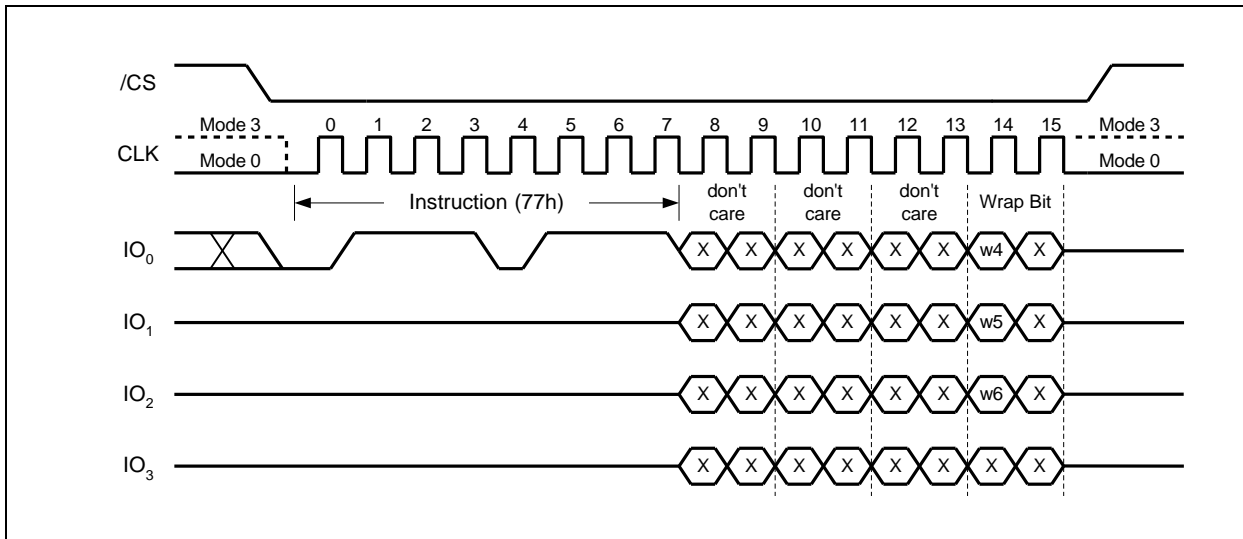 /CS
Mode 3 0 1 2 3 4 5 6 7 8 9 10 11 12 13 14 15 Mode 3
CLK
Mode 0 Mode 0
Instruction (77h) don't care don't care don't care Wrap Bit
IO0 X X X X X X w4 X
IO1 X X X X X X w5 X
IO2 X X X X X X w6 X
IO3 X X X X X X X X